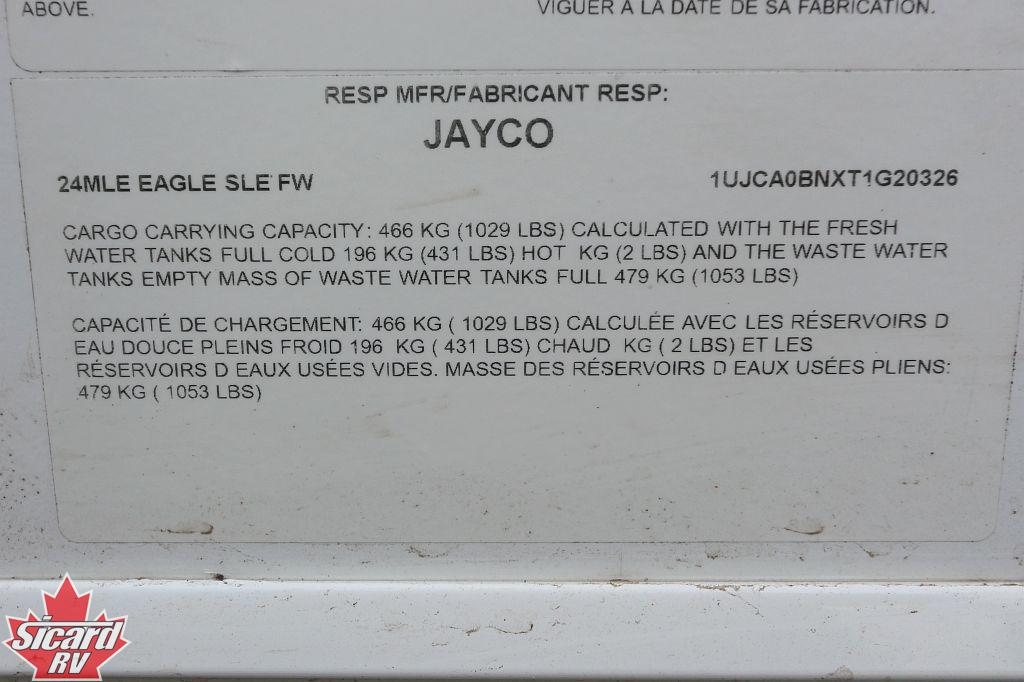 ABOVE.
VIGUER À LA DATE DE SA FABRICATION.
RESP MFR/FABRICANT RESP:
JAYCO
24MLE EAGLE SLE FW 1UJCA0BNXT1G20326
CARGO CARRYING CAPACITY: 466 KG (1029 LBS) CALCULATED WITH THE FRESH
WATER TANKS FULL COLD 196 KG (431 LBS) HOT KG (2 LBS) AND THE WASTE WATER
TANKS EMPTY MASS OF WASTE WATER TANKS FULL 479 KG (1053 LBS)
CAPACITÉ DE CHARGEMENT: 466 KG ( 1029 LBS) CALCULÉE AVEC LES RÉSERVOIRS D
EAU DOUCE PLEINS FROID 196 KG ( 431 LBS) CHAUD KG ( 2 LBS) ET LES
RÉSERVOIRS D EAUX USÉES VIDES. MASSE DES RÉSERVOIRS D EAUX USÉES PLIENS:
479 KG ( 1053 LBS)
Sicard
RV